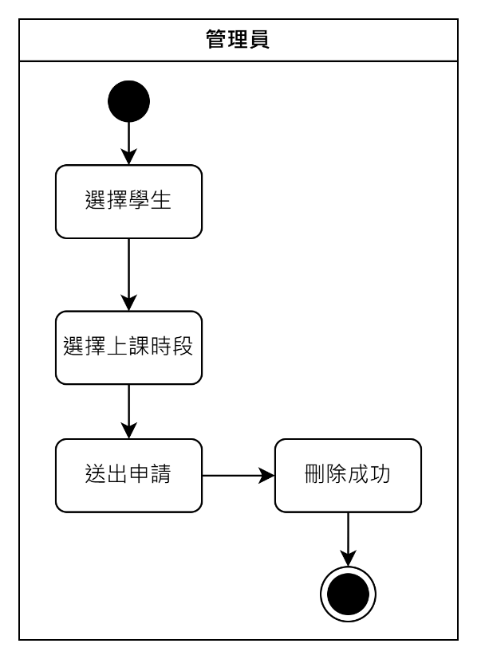 管理員
選擇學生
選擇上課時段
送出申請
刪除成功